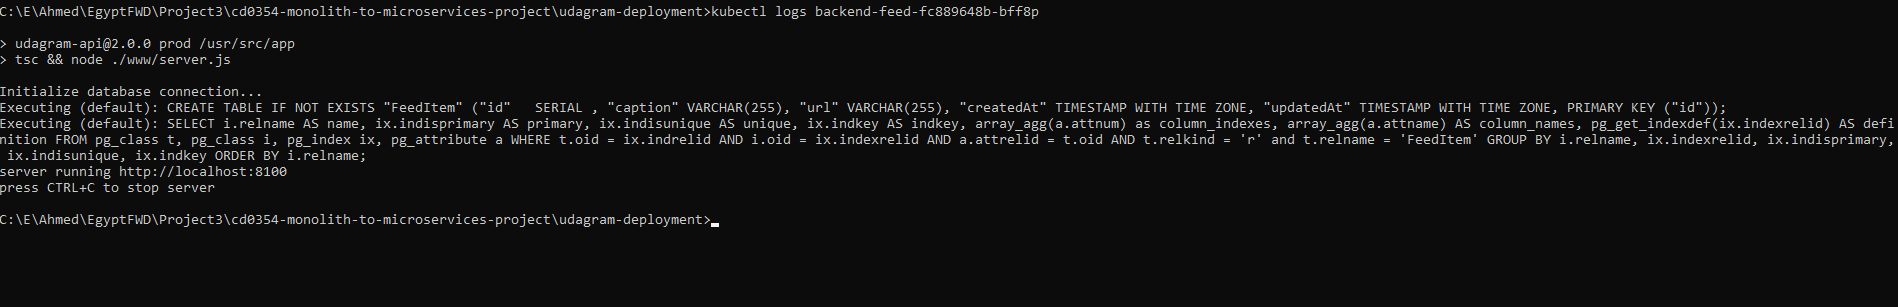 C:\E\Ahmed\EgyptFWD\Project3\cd0354-monolith-to-microservices-project\udagram-deployment>kubectl logs backend-feed-fc889648b-bff8p
> udagram-api@2.0.0 prod /usr/src/app
> tsc && node ./www/server.js
Initialize database connection...
Executing (default): CREATE TABLE IF NOT EXISTS "FeedItem" ("id"   SERIAL , "caption" VARCHAR(255), "url" VARCHAR(255), "createdAt" TIMESTAMP WITH TIME ZONE, "updatedAt" TIMESTAMP WITH TIME ZONE, PRIMARY KEY ("id"));
Executing (default): SELECT i.relname AS name, ix.indisprimary AS primary, ix.indisunique AS unique, ix.indkey AS indkey, array_agg(a.attnum) as column_indexes, array_agg(a.attname) AS column_names, pg_get_indexdef(ix.indexrelid) AS defi
nition FROM pg_class t, pg_class i, pg_index ix, pg_attribute a WHERE t.oid = ix.indrelid AND i.oid = ix.indexrelid AND a.attrelid = t.oid AND t.relkind = 'r' and t.relname = 'FeedItem' GROUP BY i.relname, ix.indexrelid, ix.indisprimary,
 ix.indisunique, ix.indkey ORDER BY i.relname;
server running http://localhost:8100
press CTRL+C to stop server
C:\E\Ahmed\EgyptFWD\Project3\cd0354-monolith-to-microservices-project\udagram-deployment>